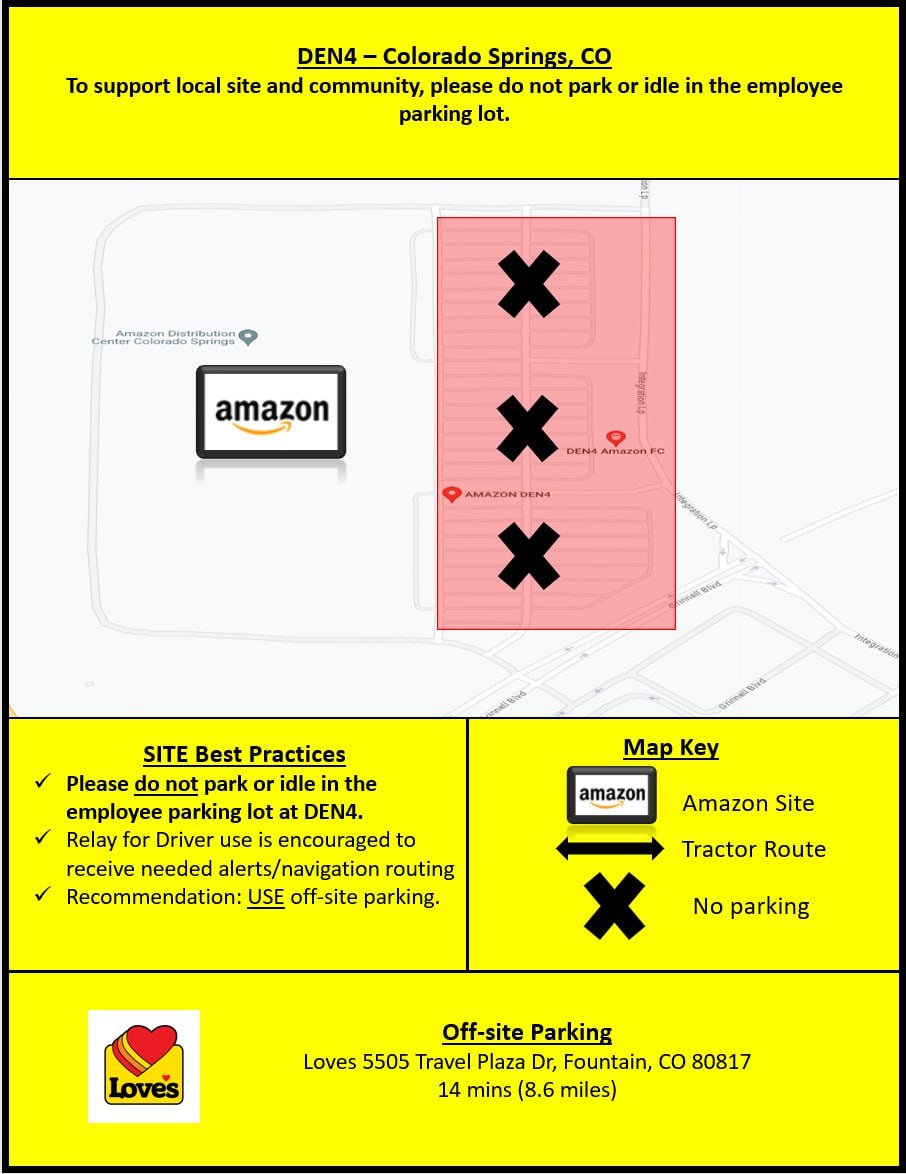 DEN4 – Colorado Springs, CO
To support local site and community, please do not park or idle in the employee
parking lot.
Integration Lp
Amazon Distribution
Center Colorado Springs
amazon
Integration Lp
DEN4 Amazon FC
AMAZON DEN4
Integration Lp
Grinnell Blvd
Integration
Grinnell Blvd
Grinnell Blvd
SITE Best Practices
✓ Please do not park or idle in the
employee parking lot at DEN4.
✓ Relay for Driver use is encouraged to
receive needed alerts/navigation routing
✓ Recommendation: USE off-site parking.
Map Key
amazon
Amazon Site
Tractor Route
No parking
Love's
Off-site Parking
Loves 5505 Travel Plaza Dr, Fountain, CO 80817
14 mins (8.6 miles)